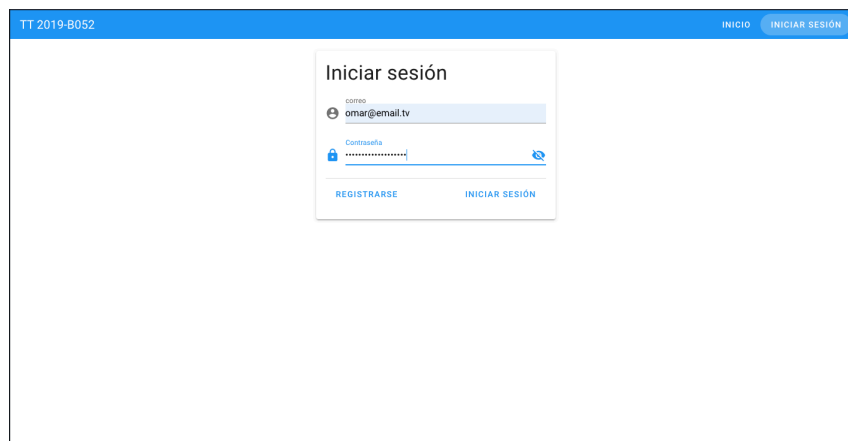 TT 2019-B052 INICIO INICIAR SESIÓN
Iniciar sesión
correo
omar@email.tv
Contraseña
••••••••••••••••••
REGISTRARSE INICIAR SESIÓN